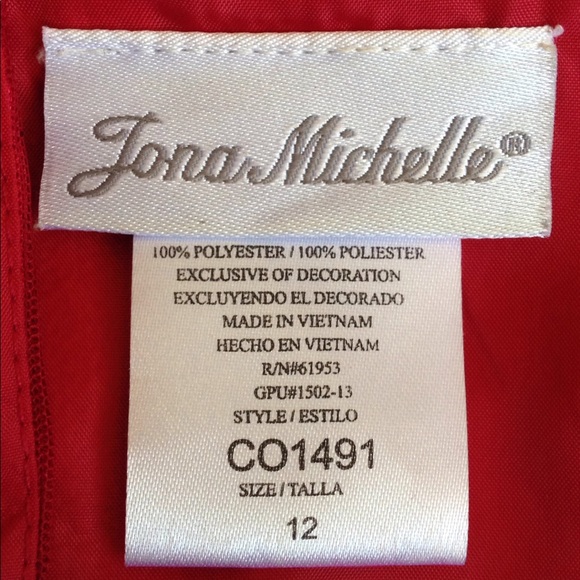 Jona Michelle®
100% POLYESTER / 100% POLIESTER
EXCLUSIVE OF DECORATION
EXCLUYENDO EL DECORADO
MADE IN VIETNAM
HECHO EN VIETNAM
R/N#61953
GPU#1502-13
STYLE / ESTILO
CO1491
SIZE / TALLA
12